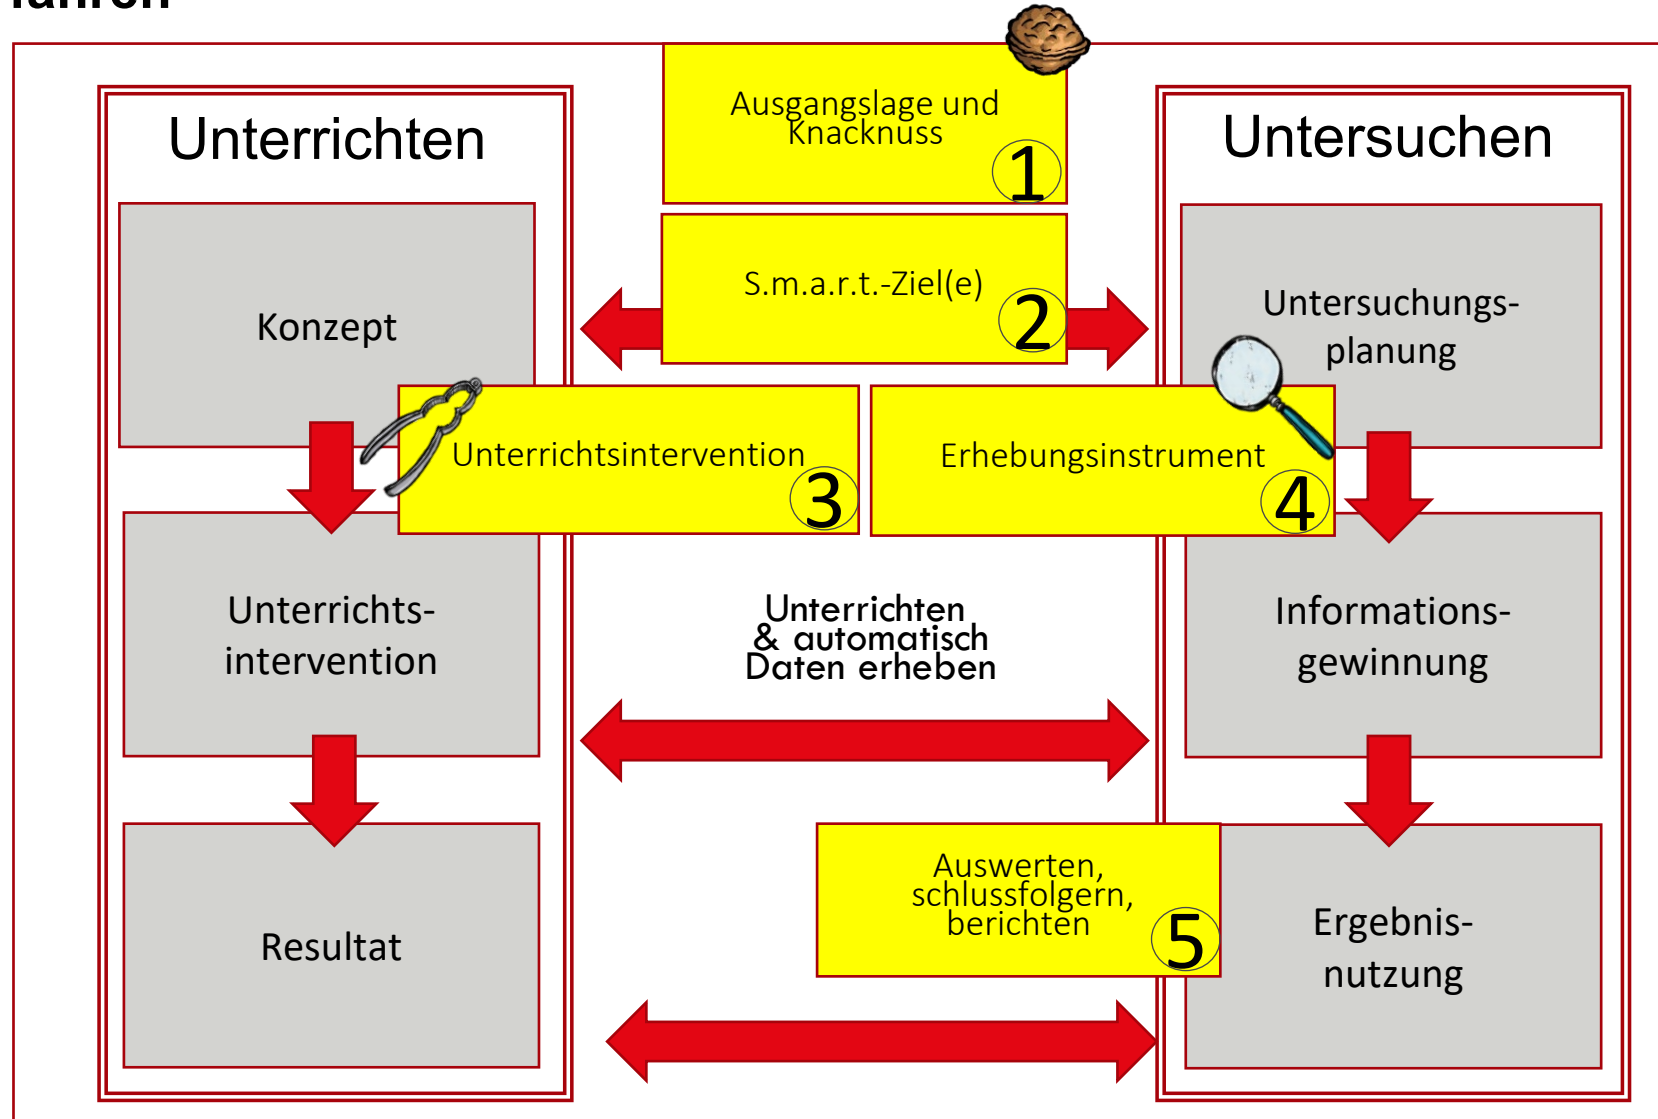 Ausgangslage und
Knacknuss
1
Unterrichten
Untersuchen
S.m.a.r.t.-Ziel(e)
2
Konzept
Untersuchungs-
planung
Unterrichtsintervention
3
Erhebungsinstrument
4
Unterrichts-
intervention
Unterrichten
& automatisch
Daten erheben
Informations-
gewinnung
Auswerten,
schlussfolgern,
berichten
5
Resultat
Ergebnis-
nutzung